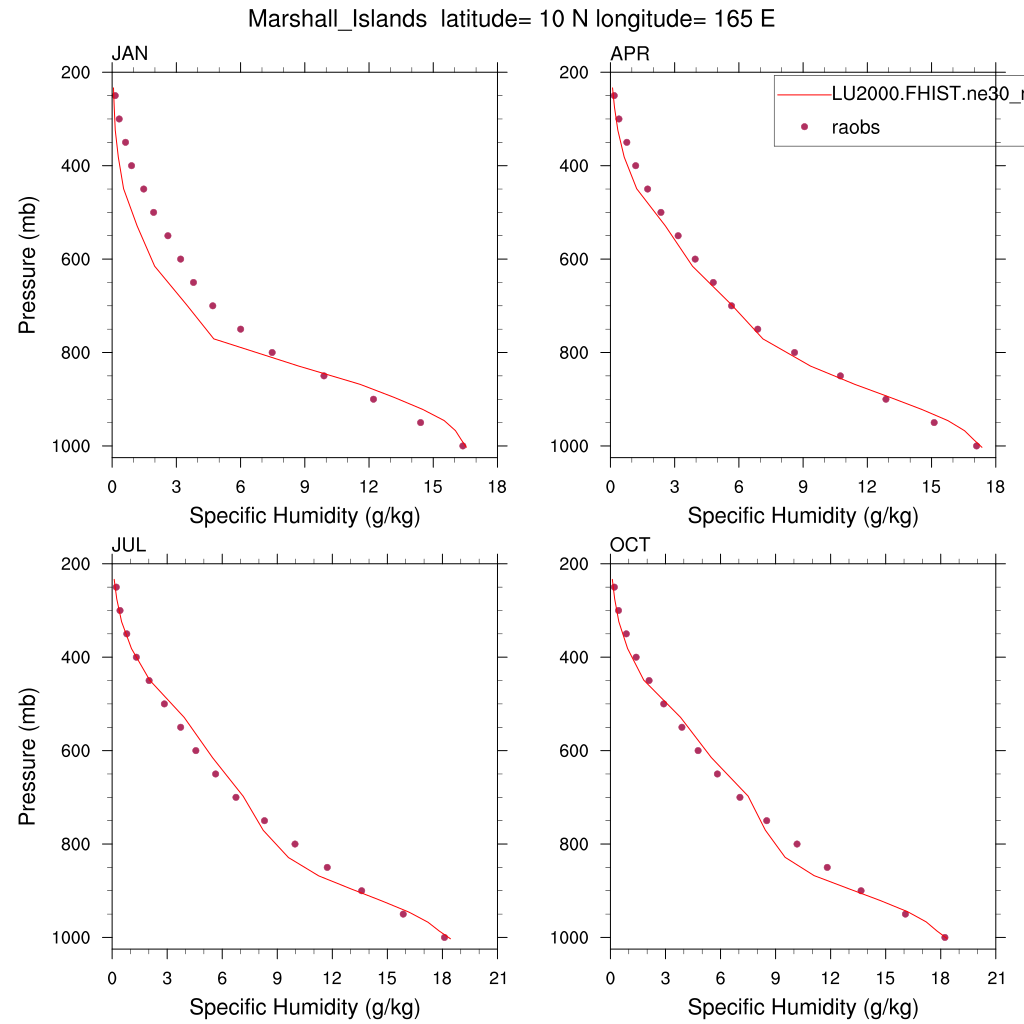 Marshall_Islands latitude= 10 N longitude= 165 E
JAN
200
400
600
800
1000
Pressure (mb)
0 3 6 9 12 15 18
Specific Humidity (g/kg)
APR
LU2000.FHIST.ne30_
raobs
200
400
600
800
1000
0 3 6 9 12 15 18
Specific Humidity (g/kg)
JUL
200
400
600
800
1000
Pressure (mb)
0 3 6 9 12 15 18 21
Specific Humidity (g/kg)
OCT
200
400
600
800
1000
0 3 6 9 12 15 18 21
Specific Humidity (g/kg)